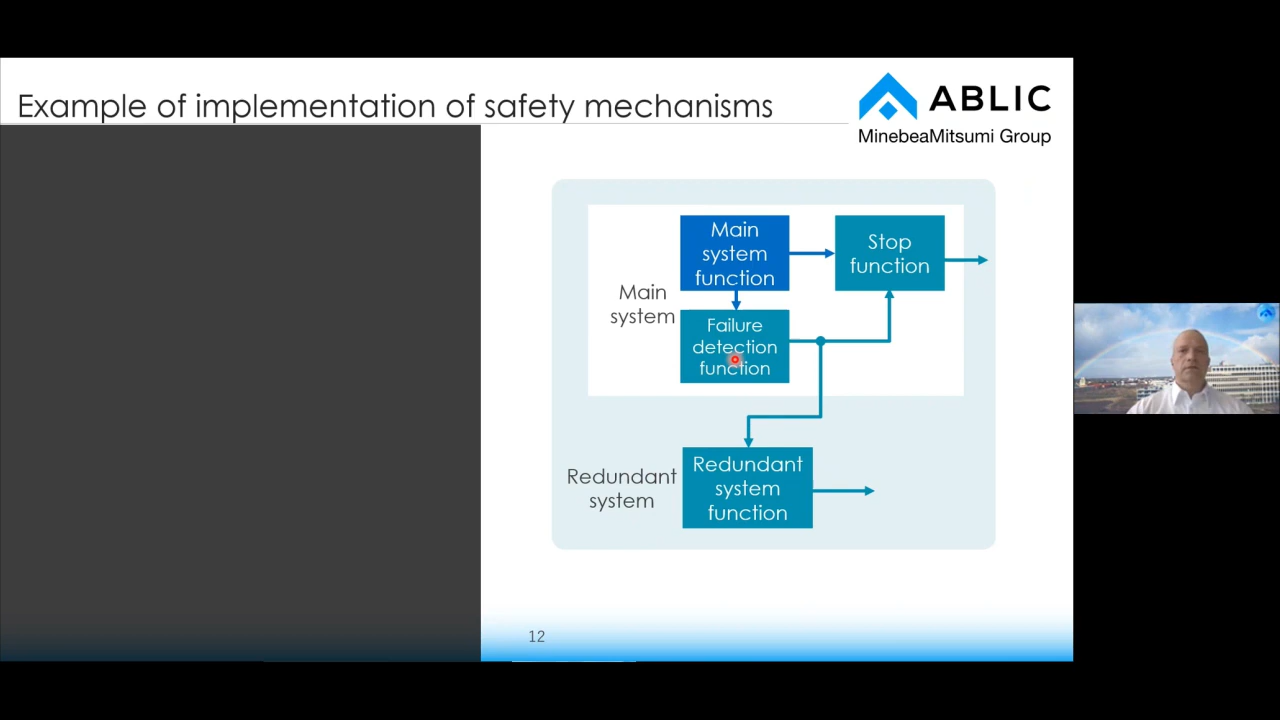 Example of implementation of safety mechanisms
ABLIC
MinebeaMitsumi Group
Main
system
function
Stop
function
Main
system
Failure
detection
function
Redundant
system
Redundant
system
function
12